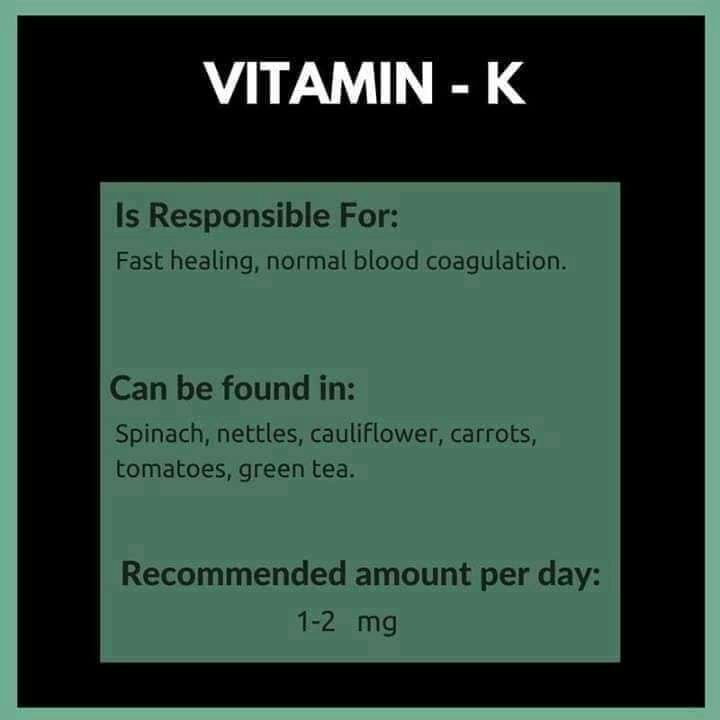 VITAMIN - K
Is Responsible For:
Fast healing, normal blood coagulation.
Can be found in:
Spinach, nettles, cauliflower, carrots,
tomatoes, green tea.
Recommended amount per day:
1-2 mg